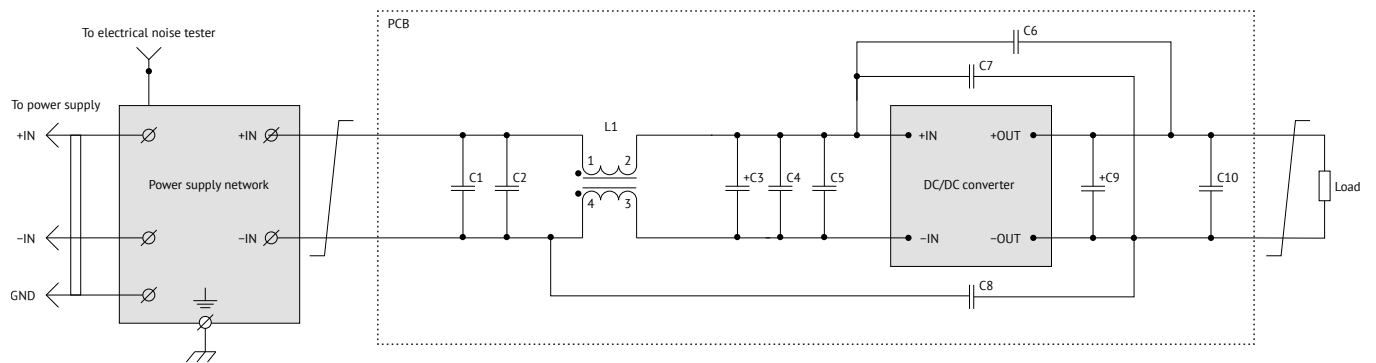 PCB
To electrical noise tester
To power supply
+IN
−IN
GND
+IN
Power supply network
−IN
C1
C2
L1
1 2
4 3
+C3
C4
C5
C6
C7
+IN
+OUT
DC/DC converter
−IN
−OUT
+C9
C10
C8
Load